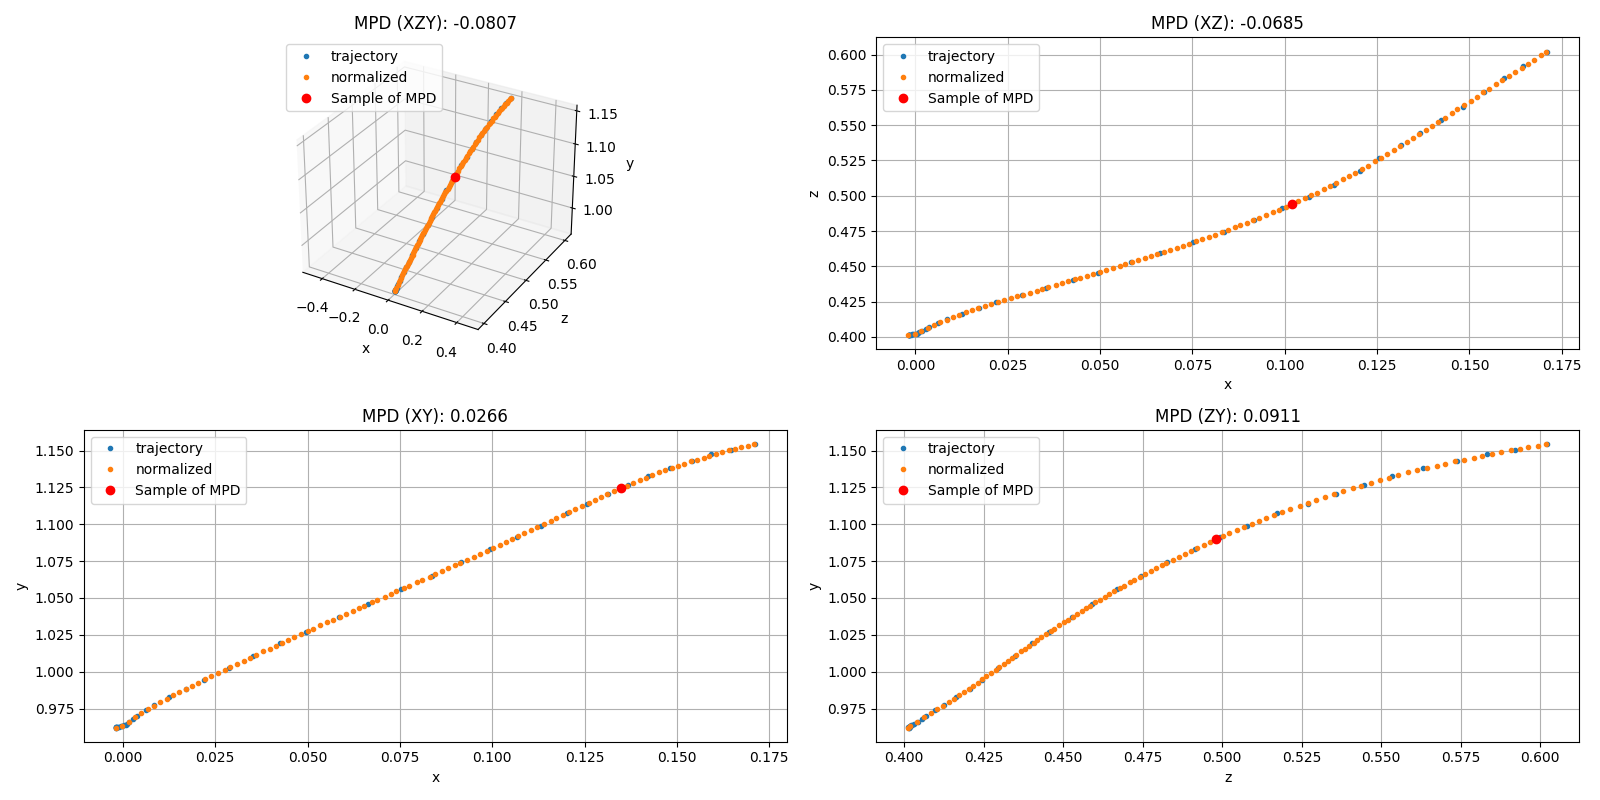 MPD (XZY): -0.0807
trajectory
normalized
Sample of MPD
1.15
1.10
1.05
1.00
y
0.60
0.55
0.50
0.45
0.40
z
−0.4
−0.2
0.0
0.2
0.4
x
MPD (XZ): -0.0685
trajectory
normalized
Sample of MPD
0.600
0.575
0.550
0.525
0.500
0.475
0.450
0.425
0.400
z
0.000 0.025 0.050 0.075 0.100 0.125 0.150 0.175
x
MPD (XY): 0.0266
trajectory
normalized
Sample of MPD
1.150
1.125
1.100
1.075
1.050
1.025
1.000
0.975
y
0.000 0.025 0.050 0.075 0.100 0.125 0.150 0.175
x
MPD (ZY): 0.0911
trajectory
normalized
Sample of MPD
1.150
1.125
1.100
1.075
1.050
1.025
1.000
0.975
y
0.400 0.425 0.450 0.475 0.500 0.525 0.550 0.575 0.600
z